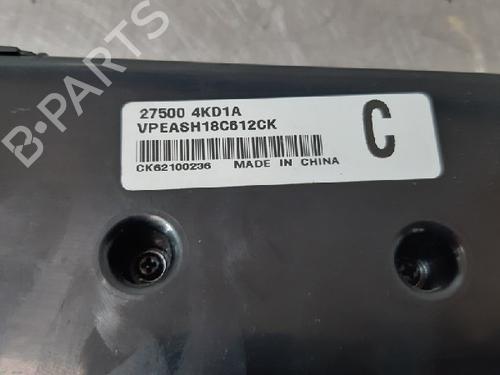 27500 4KD1A
VPEASH18C612CK
C
CK62100236 MADE IN CHINA
B-PARTS